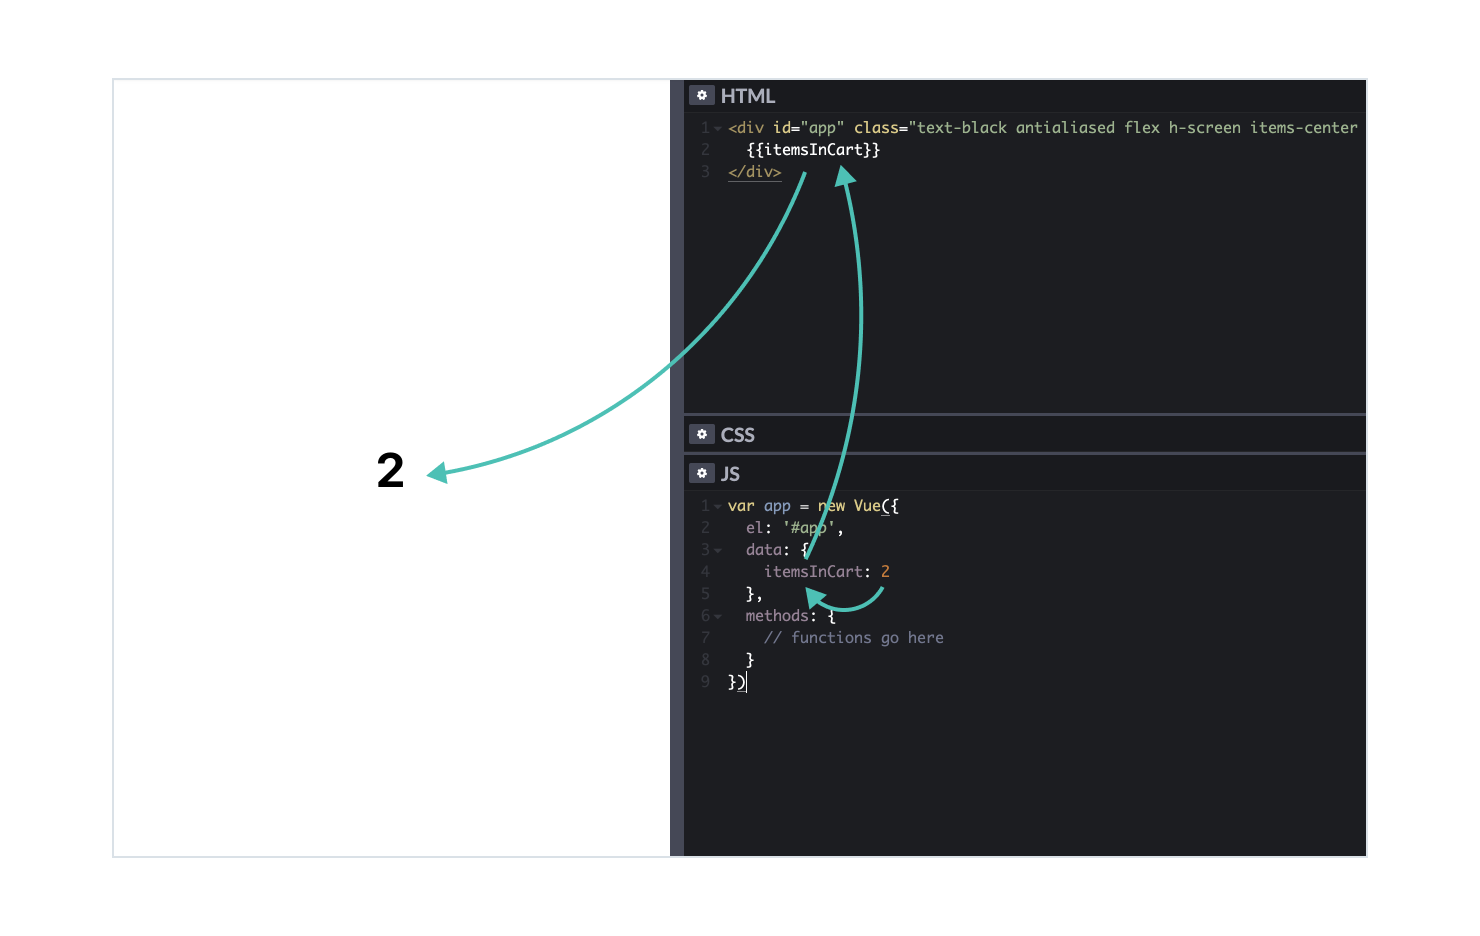 2
HTML
1 <div id="app" class="text-black antialiased flex h-screen items-center
2 {{itemsInCart}}
3 </div>
CSS
JS
1 var app = new Vue({
2 el: '#app',
3 data: {
4 itemsInCart: 2
5 },
6 methods: {
7 // functions go here
8 }
9 })